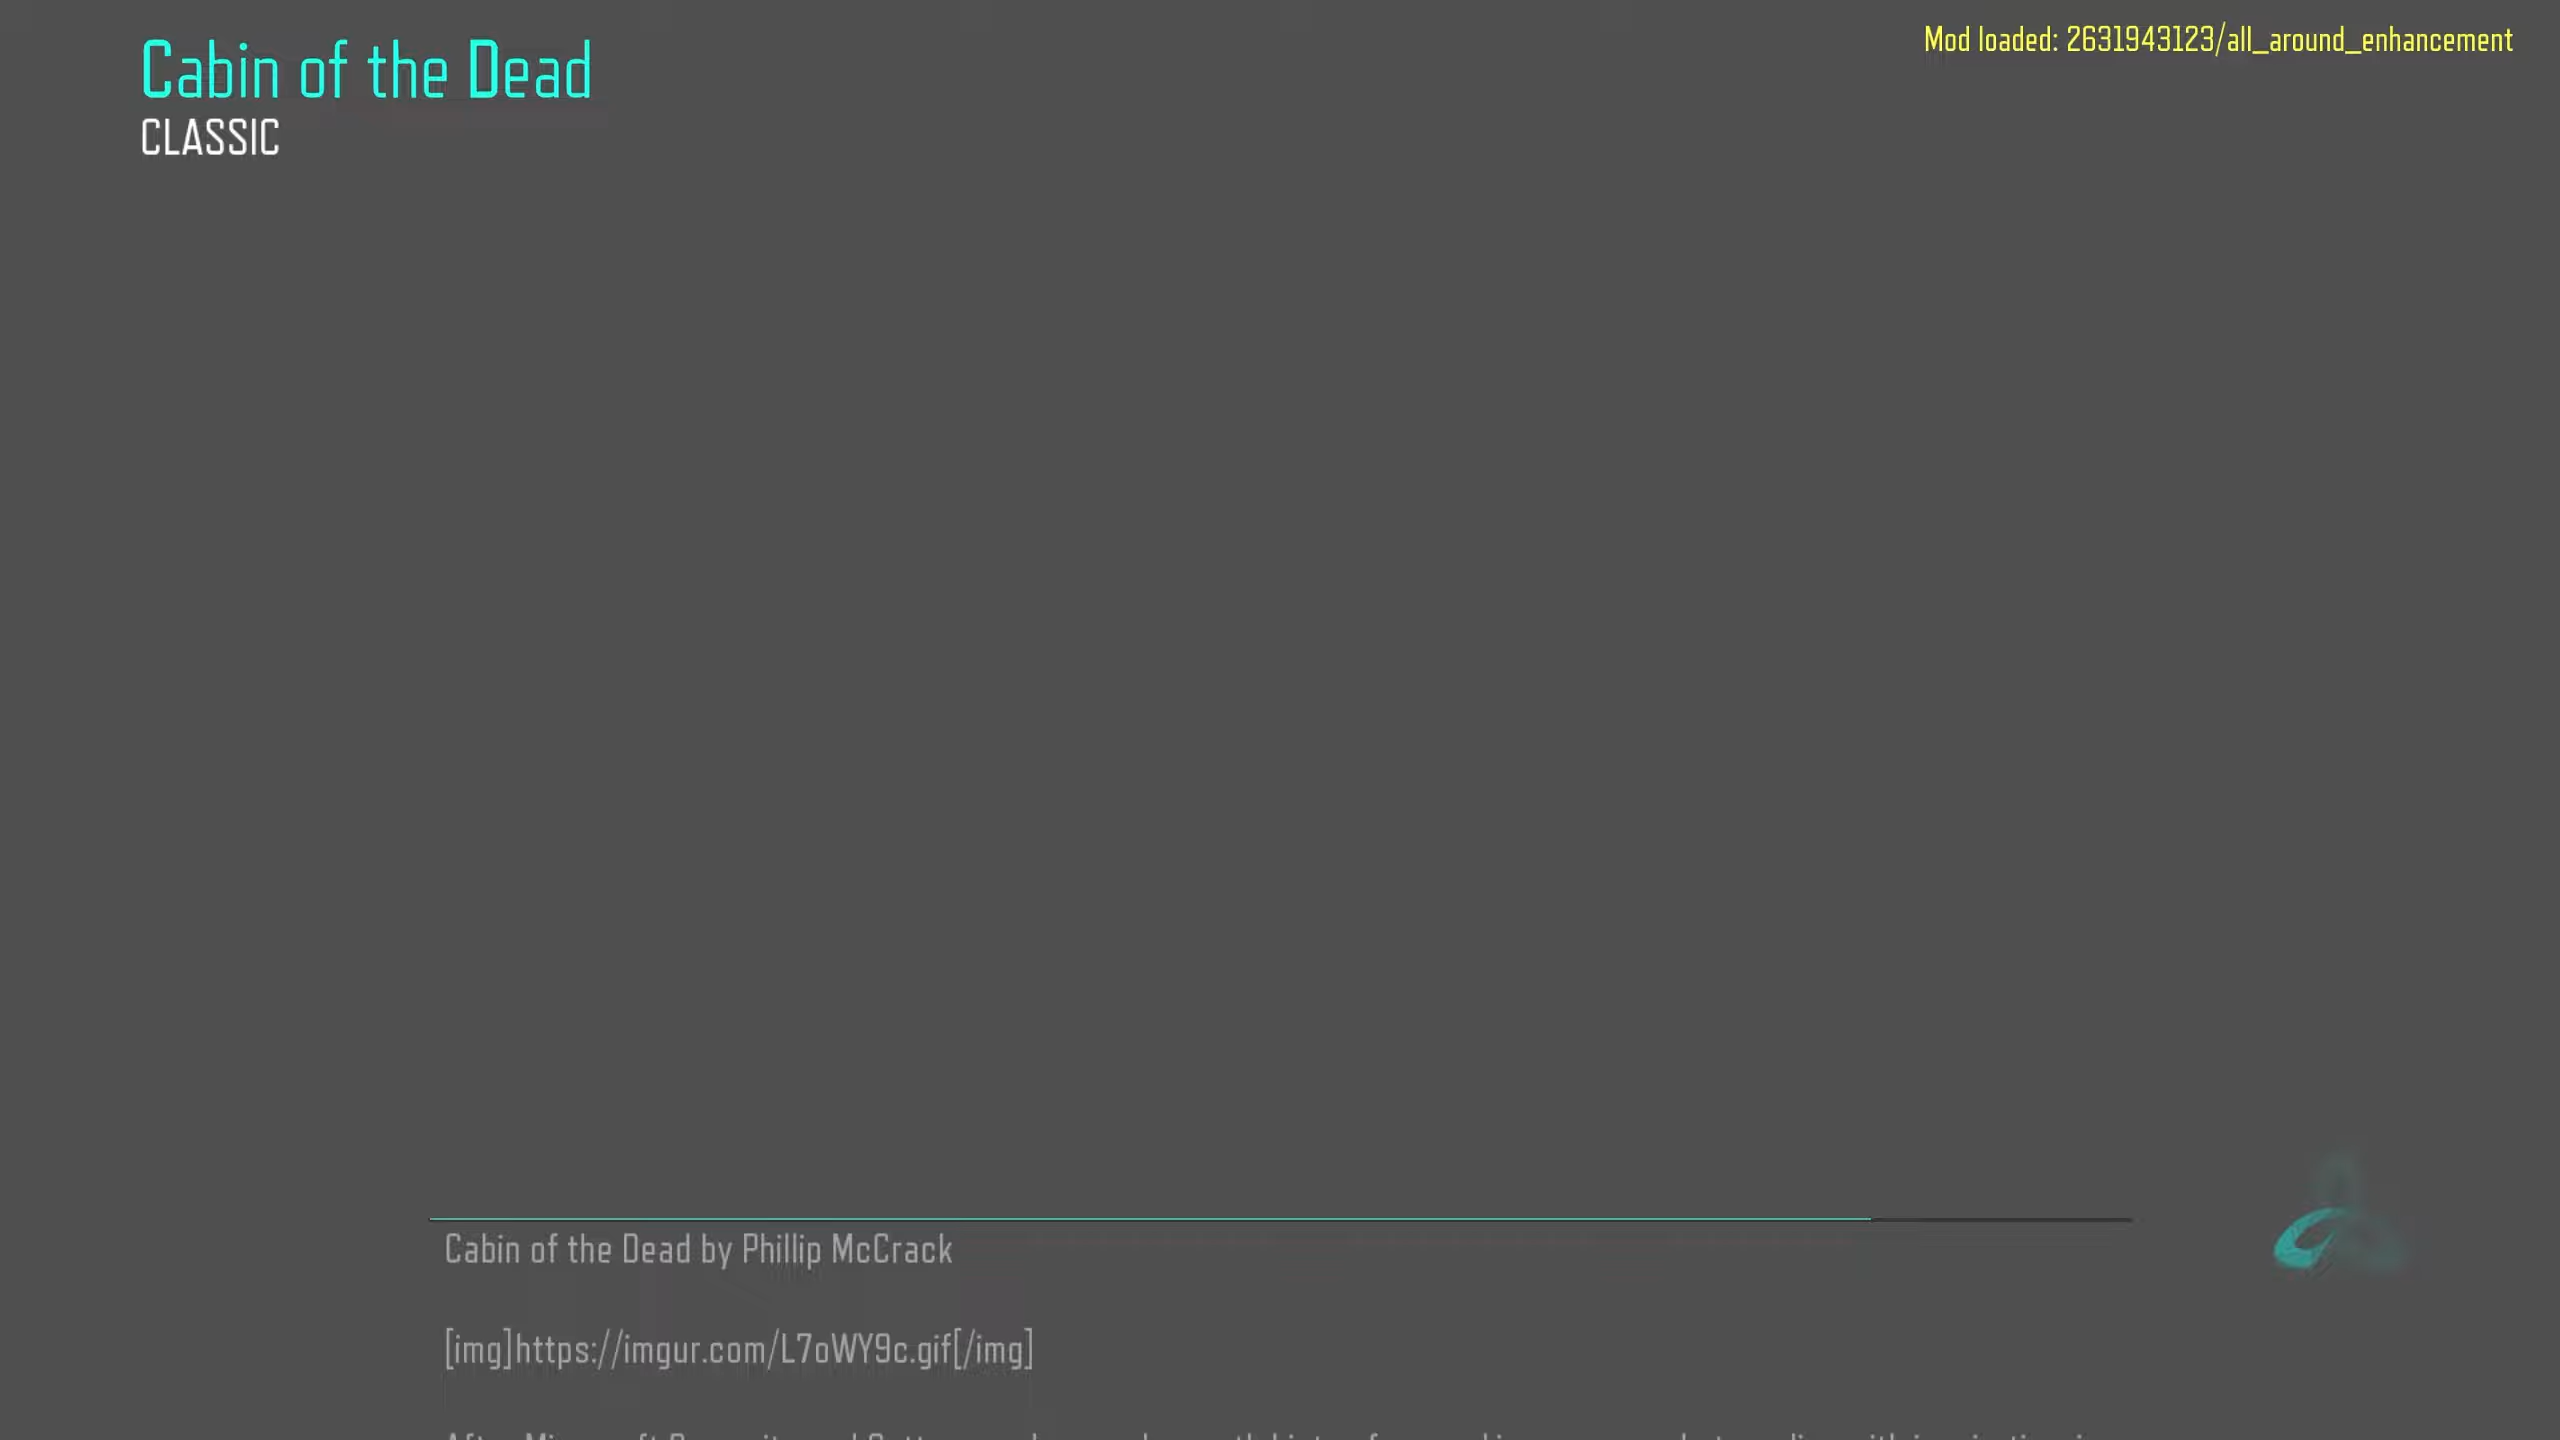 Cabin of the Dead
Mod loaded: 2631943123/all_around_enhancement
CLASSIC
Cabin of the Dead by Phillip McCrack
[img]https://imgur.com/L7oWY9c.gif[/img]